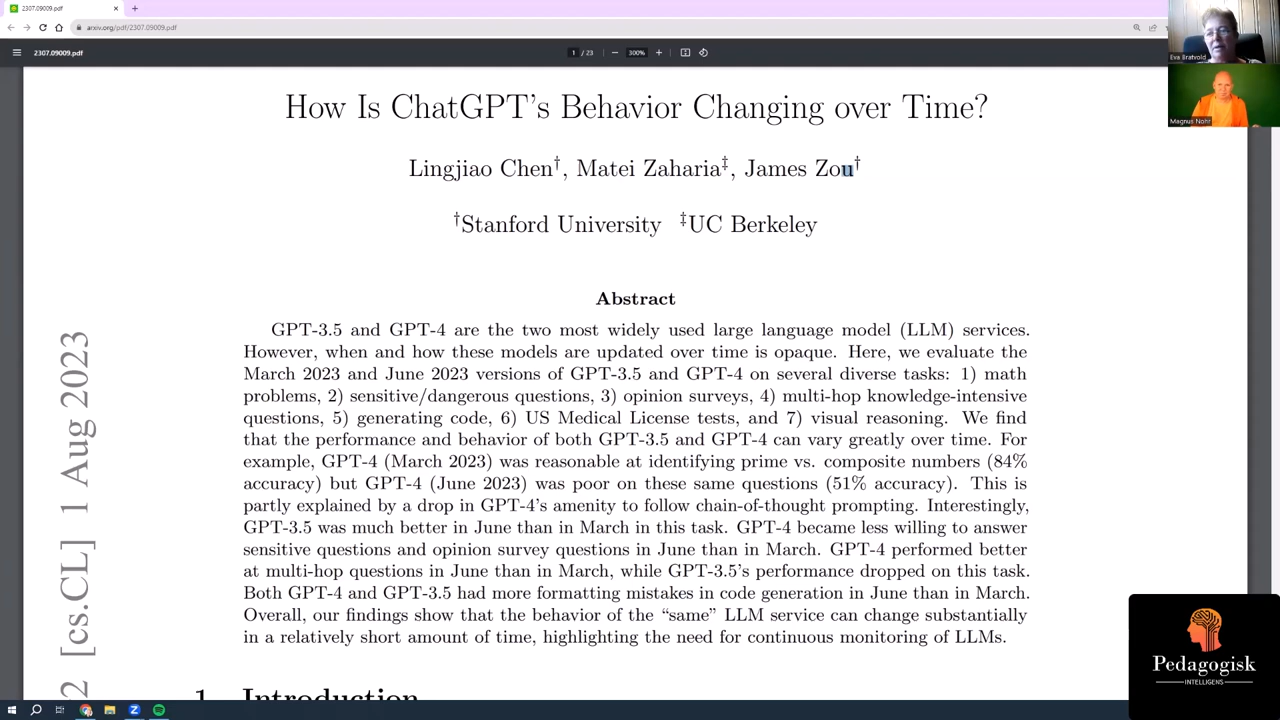 2307.09009.pdf
arxiv.org/pdf/2307.09009.pdf
2307.09009.pdf
1 / 23
300%
Eva Bratvold
Magnus Nohr
How Is ChatGPT's Behavior Changing over Time?
Lingjiao Chen†, Matei Zaharia‡, James Zou†
†Stanford University ‡UC Berkeley
Abstract
GPT-3.5 and GPT-4 are the two most widely used large language model (LLM) services.
However, when and how these models are updated over time is opaque. Here, we evaluate the
March 2023 and June 2023 versions of GPT-3.5 and GPT-4 on several diverse tasks: 1) math
problems, 2) sensitive/dangerous questions, 3) opinion surveys, 4) multi-hop knowledge-intensive
questions, 5) generating code, 6) US Medical License tests, and 7) visual reasoning. We find
that the performance and behavior of both GPT-3.5 and GPT-4 can vary greatly over time. For
example, GPT-4 (March 2023) was reasonable at identifying prime vs. composite numbers (84%
accuracy) but GPT-4 (June 2023) was poor on these same questions (51% accuracy). This is
partly explained by a drop in GPT-4's amenity to follow chain-of-thought prompting. Interestingly,
GPT-3.5 was much better in June than in March in this task. GPT-4 became less willing to answer
sensitive questions and opinion survey questions in June than in March. GPT-4 performed better
at multi-hop questions in June than in March, while GPT-3.5's performance dropped on this task.
Both GPT-4 and GPT-3.5 had more formatting mistakes in code generation in June than in March.
Overall, our findings show that the behavior of the "same" LLM service can change substantially
in a relatively short amount of time, highlighting the need for continuous monitoring of LLMs.
2 [cs.CL] 1 Aug 2023
1 Introduction
Pedagogisk
INTELLIGENS